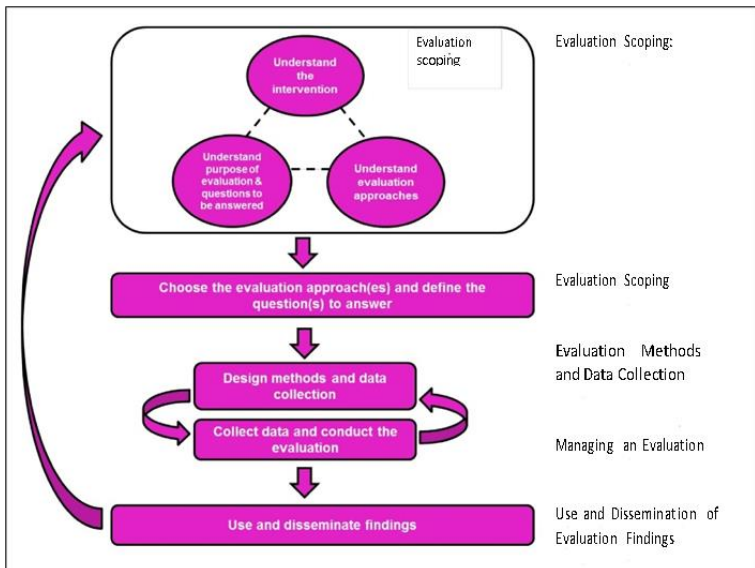 Evaluation
scoping
Evaluation Scoping:
Understand
the
intervention
Understand
purpose of
evaluation &
questions to
be answered
Understand
evaluation
approaches
Choose the evaluation approach(es) and define the
question(s) to answer
Evaluation Scoping
Design methods and data
collection
Evaluation Methods
and Data Collection
Collect data and conduct the
evaluation
Managing an Evaluation
Use and disseminate findings
Use and Dissemination of
Evaluation Findings